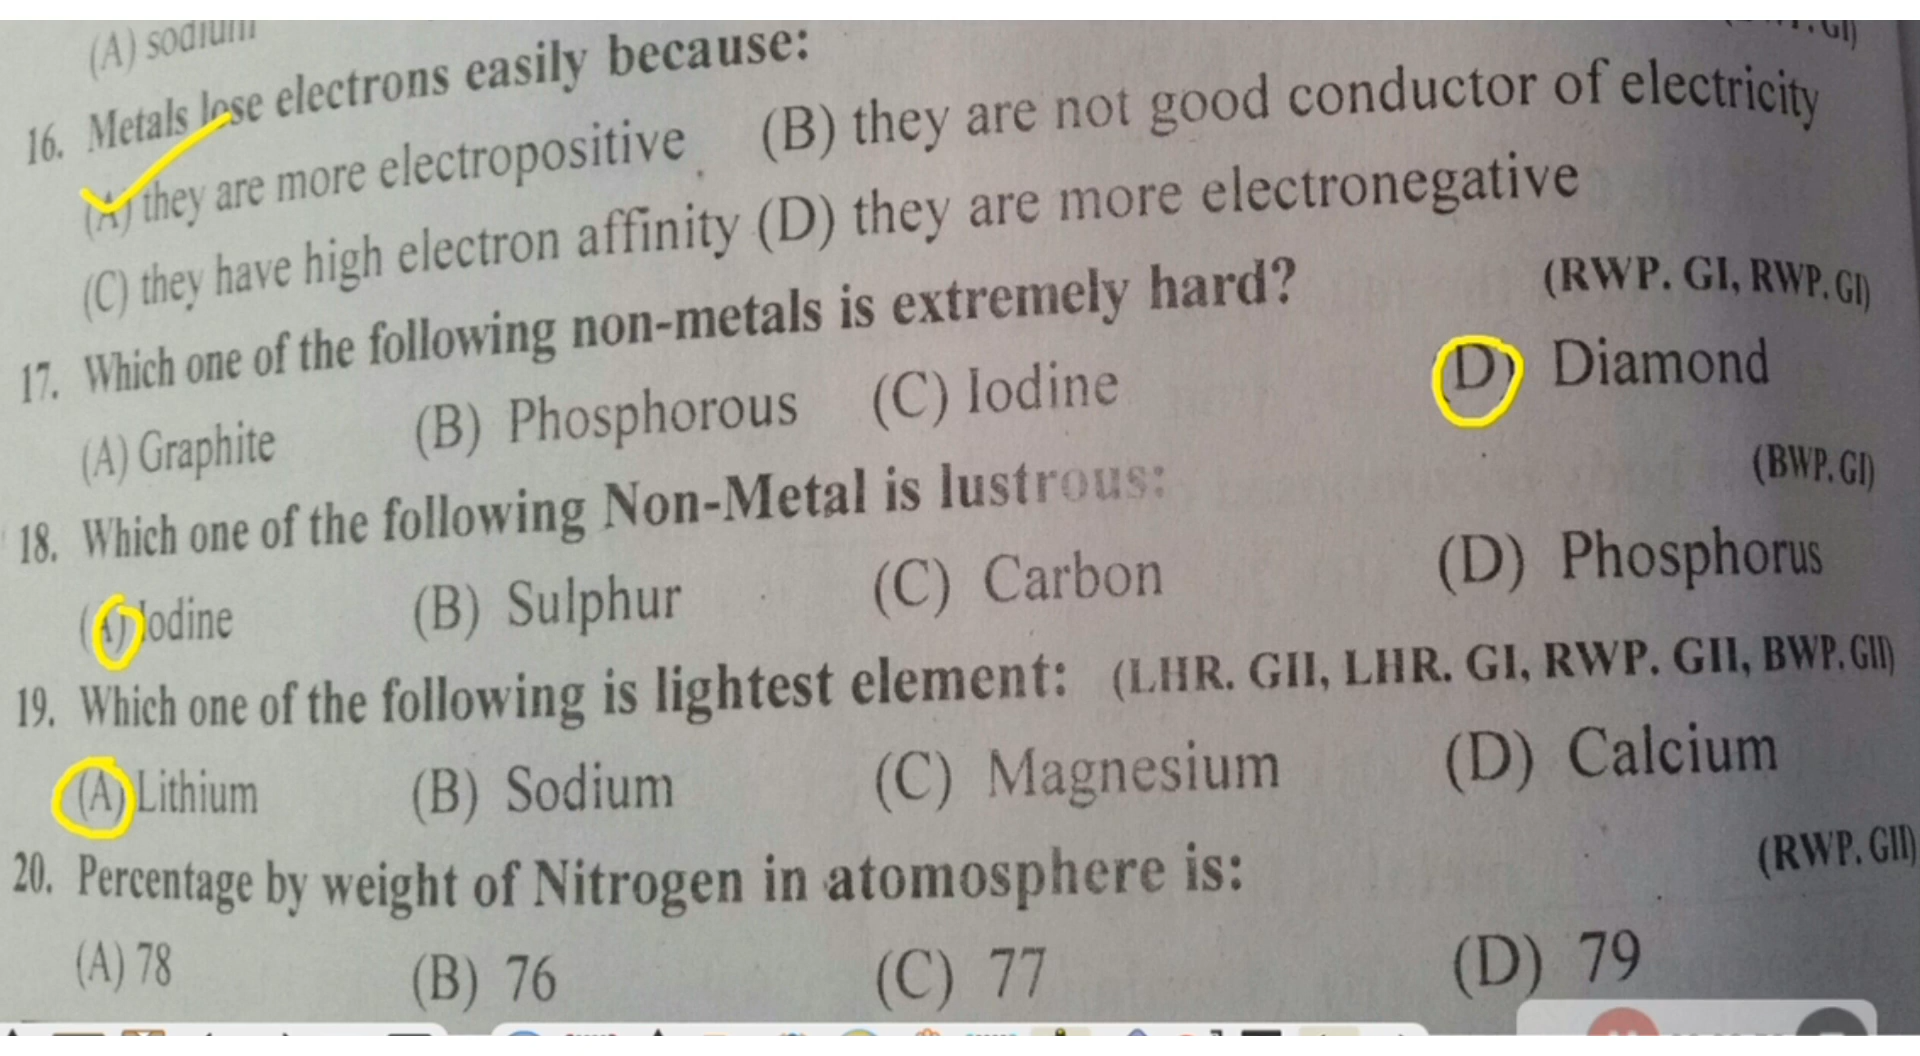 (A) sodium
16. Metals lose electrons easily because:
(A) they are more electropositive (B) they are not good conductor of electricity
(C) they have high electron affinity (D) they are more electronegative
17. Which one of the following non-metals is extremely hard? (RWP. GI, RWP. GI)
(A) Graphite (B) Phosphorous (C) Iodine (D) Diamond
18. Which one of the following Non-Metal is lustrous: (BWP. GI)
(A) Iodine (B) Sulphur (C) Carbon (D) Phosphorus
19. Which one of the following is lightest element: (LHR. GII, LHR. GI, RWP. GII, BWP. GII)
(A) Lithium (B) Sodium (C) Magnesium (D) Calcium
20. Percentage by weight of Nitrogen in atomosphere is: (RWP. GII)
(A) 78 (B) 76 (C) 77 (D) 79